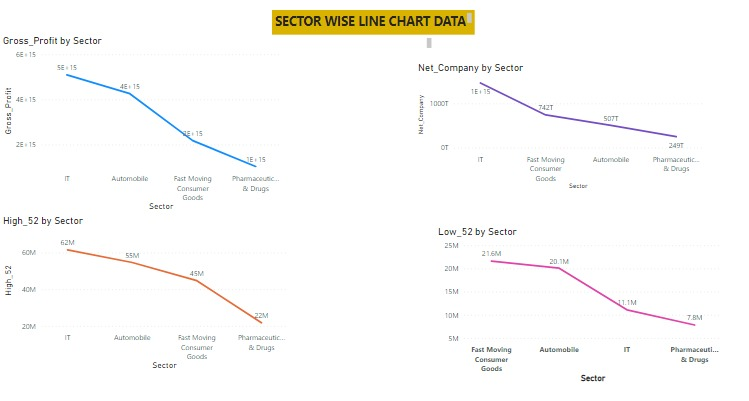 SECTOR WISE LINE CHART DATA
Gross_Profit by Sector
6E+15
4E+15
2E+15
Gross_Profit
5E+15
4E+15
2E+15
1E+15
IT
Automobile
Fast Moving
Consumer
Goods
Pharmaceutic...
& Drugs
Sector
Net_Company by Sector
1000T
0T
Net_Company
1E+15
742T
507T
249T
IT
Fast Moving
Consumer
Goods
Automobile
Pharmaceutic...
& Drugs
Sector
High_52 by Sector
60M
40M
20M
High_52
62M
55M
45M
22M
IT
Automobile
Fast Moving
Consumer
Goods
Pharmaceutic...
& Drugs
Sector
Low_52 by Sector
25M
20M
15M
10M
5M
21.6M
20.1M
11.1M
7.8M
Fast Moving
Consumer
Goods
Automobile
IT
Pharmaceuti...
& Drugs
Sector